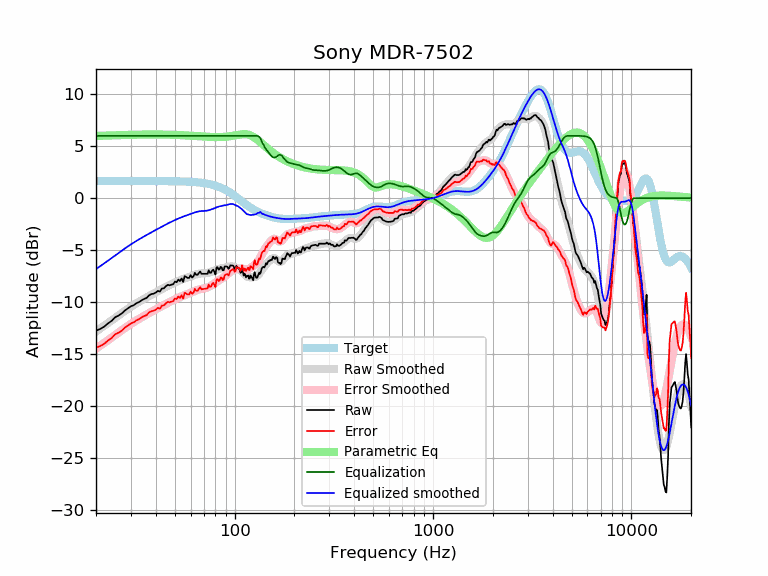 Sony MDR-7502
Amplitude (dBr)
10
5
0
−5
−10
−15
−20
−25
−30
Target
Raw Smoothed
Error Smoothed
Raw
Error
Parametric Eq
Equalization
Equalized smoothed
100
1000
10000
Frequency (Hz)